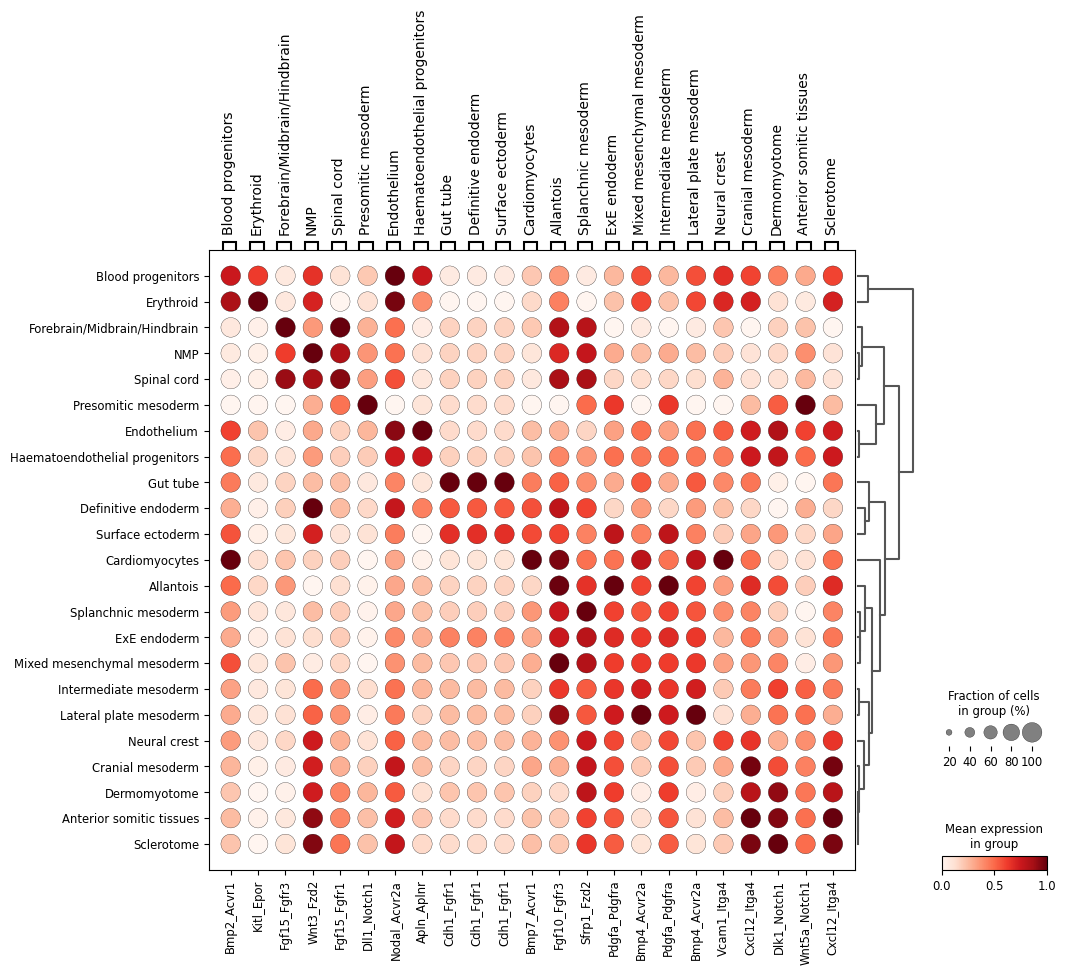 Blood progenitors
Erythroid
Forebrain/Midbrain/Hindbrain
NMP
Spinal cord
Presomitic mesoderm
Endothelium
Haematoendothelial progenitors
Gut tube
Definitive endoderm
Surface ectoderm
Cardiomyocytes
Allantois
Splanchnic mesoderm
ExE endoderm
Mixed mesenchymal mesoderm
Intermediate mesoderm
Lateral plate mesoderm
Neural crest
Cranial mesoderm
Dermomyotome
Anterior somitic tissues
Sclerotome
Blood progenitors
Erythroid
Forebrain/Midbrain/Hindbrain
NMP
Spinal cord
Presomitic mesoderm
Endothelium
Haematoendothelial progenitors
Gut tube
Definitive endoderm
Surface ectoderm
Cardiomyocytes
Allantois
Splanchnic mesoderm
ExE endoderm
Mixed mesenchymal mesoderm
Intermediate mesoderm
Lateral plate mesoderm
Neural crest
Cranial mesoderm
Dermomyotome
Anterior somitic tissues
Sclerotome
Bmp2_Acvr1
Kitl_Epor
Fgf15_Fgfr3
Wnt3_Fzd2
Fgf15_Fgfr1
Dll1_Notch1
Nodal_Acvr2a
Apln_Aplnr
Cdh1_Fgfr1
Cdh1_Fgfr1
Cdh1_Fgfr1
Bmp7_Acvr1
Fgf10_Fgfr3
Sfrp1_Fzd2
Pdgfa_Pdgfra
Bmp4_Acvr2a
Pdgfa_Pdgfra
Bmp4_Acvr2a
Vcam1_Itga4
Cxcl12_Itga4
Dlk1_Notch1
Wnt5a_Notch1
Cxcl12_Itga4
Fraction of cells
in group (%)
20 40 60 80 100
Mean expression
in group
0.0 0.5 1.0